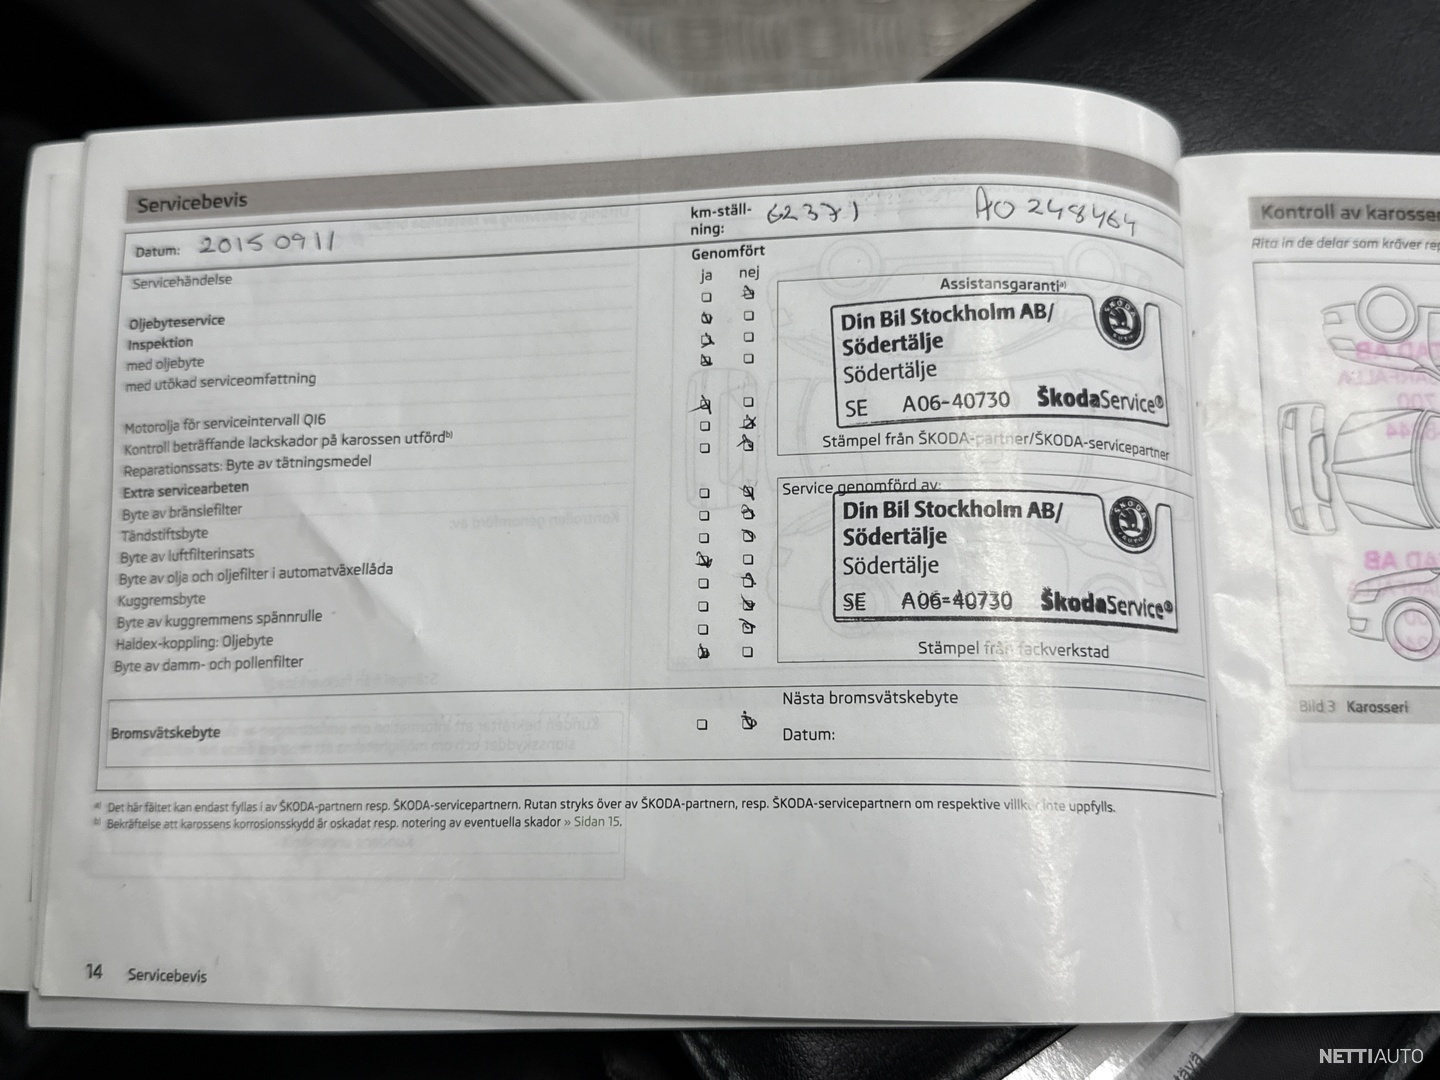 Servicebevis
Datum: 2015 09 11
km-ställ-
ning: 62371
AO 248464
Servicehändelse
Genomfört
ja nej
Oljebyteservice
Inspektion
med oljebyte
med utökad serviceomfattning
Motorolja för serviceintervall QI6
Kontroll beträffande lackskador på karossen utförd b)
Reparationssats: Byte av tätningsmedel
Extra servicearbeten
Byte av bränslefilter
Tändstiftsbyte
Byte av luftfilterinsats
Byte av olja och oljefilter i automatväxellåda
Kuggremsbyte
Byte av kuggremmens spännrulle
Haldex-koppling: Oljebyte
Byte av damm- och pollenfilter
Assistansgaranti a)
Din Bil Stockholm AB/
Södertälje
Södertälje
SE A06-40730 ŠkodaService®
Stämpel från ŠKODA-partner/ŠKODA-servicepartner
Service genomförd av:
Din Bil Stockholm AB/
Södertälje
Södertälje
SE A06-40730 ŠkodaService®
Stämpel från fackverkstad
Bromsvätskebyte
Nästa bromsvätskebyte
Datum:
a) Det här fältet kan endast fyllas i av ŠKODA-partnern resp. ŠKODA-servicepartnern. Rutan stryks över av ŠKODA-partnern, resp. ŠKODA-servicepartnern om respektive villkor inte uppfylls.
b) Bekräftelse att karossens korrosionsskydd är oskadat resp. notering av eventuella skador » Sidan 15.
14 Servicebevis
Kontroll av karosse
Rita in de delar som kräver rep
Bild 3 Karosseri
NETTIAUTO